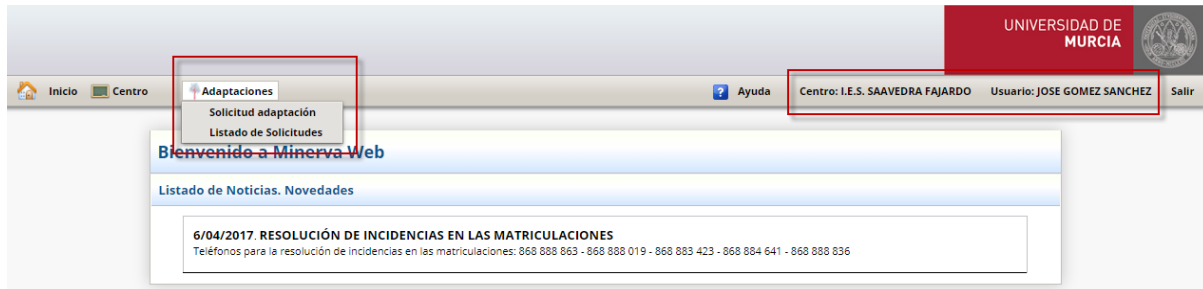 UNIVERSIDAD DE
MURCIA
Inicio Centro Adaptaciones Ayuda Centro: I.E.S. SAAVEDRA FAJARDO Usuario: JOSE GOMEZ SANCHEZ Salir
Solicitud adaptación
Listado de Solicitudes
Bienvenido a Minerva Web
Listado de Noticias. Novedades
6/04/2017. RESOLUCIÓN DE INCIDENCIAS EN LAS MATRICULACIONES
Teléfonos para la resolución de incidencias en las matriculaciones: 868 888 863 - 868 888 019 - 868 883 423 - 868 884 641 - 868 888 836